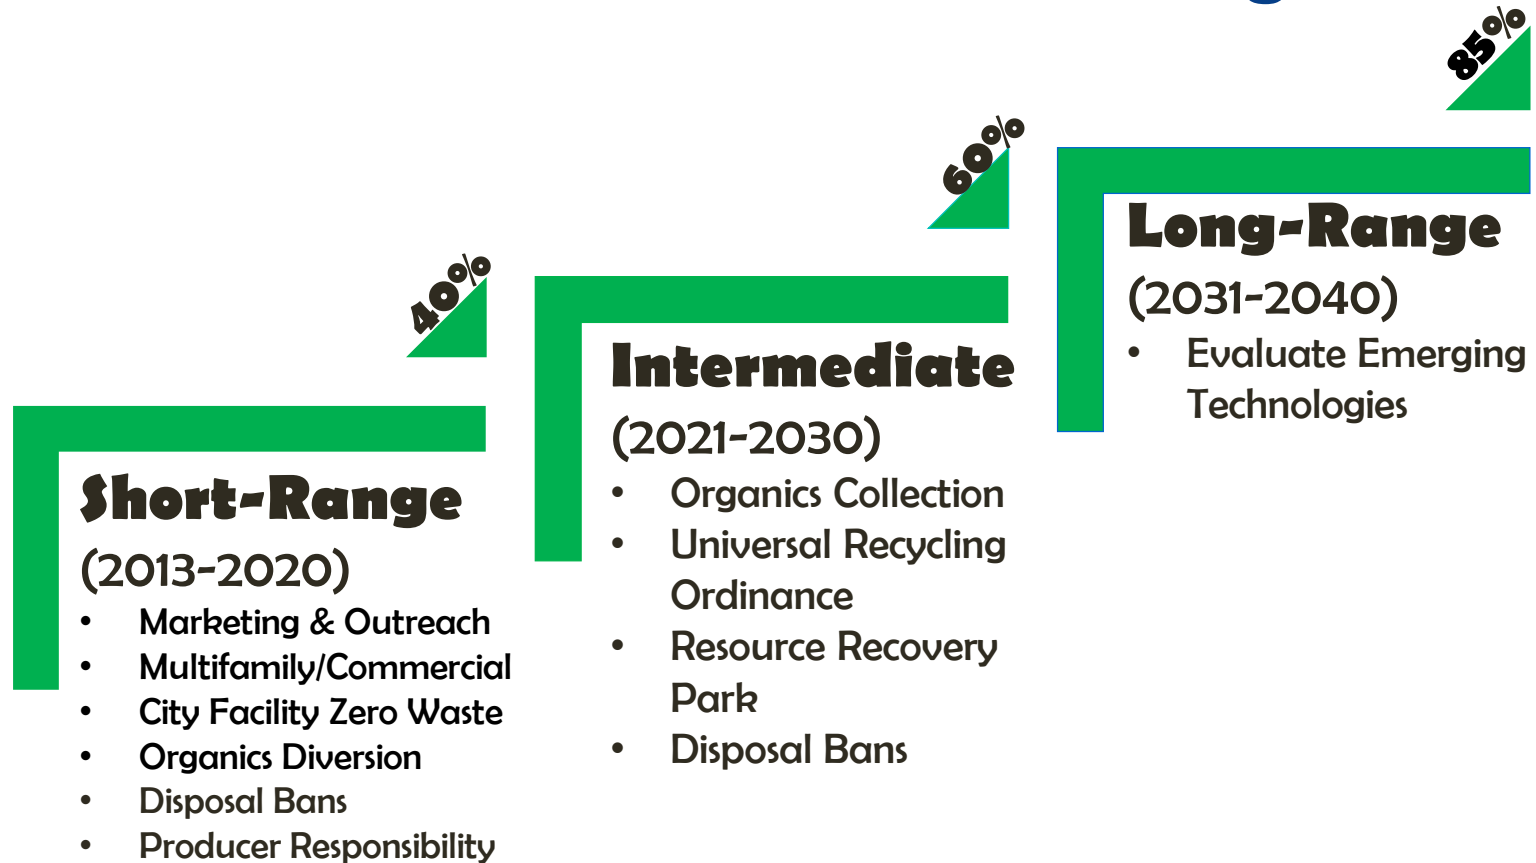 40%
Short-Range
(2013-2020)
• Marketing & Outreach
• Multifamily/Commercial
• City Facility Zero Waste
• Organics Diversion
• Disposal Bans
• Producer Responsibility
60%
Intermediate
(2021-2030)
• Organics Collection
• Universal Recycling
Ordinance
• Resource Recovery
Park
• Disposal Bans
85%
Long-Range
(2031-2040)
• Evaluate Emerging
Technologies